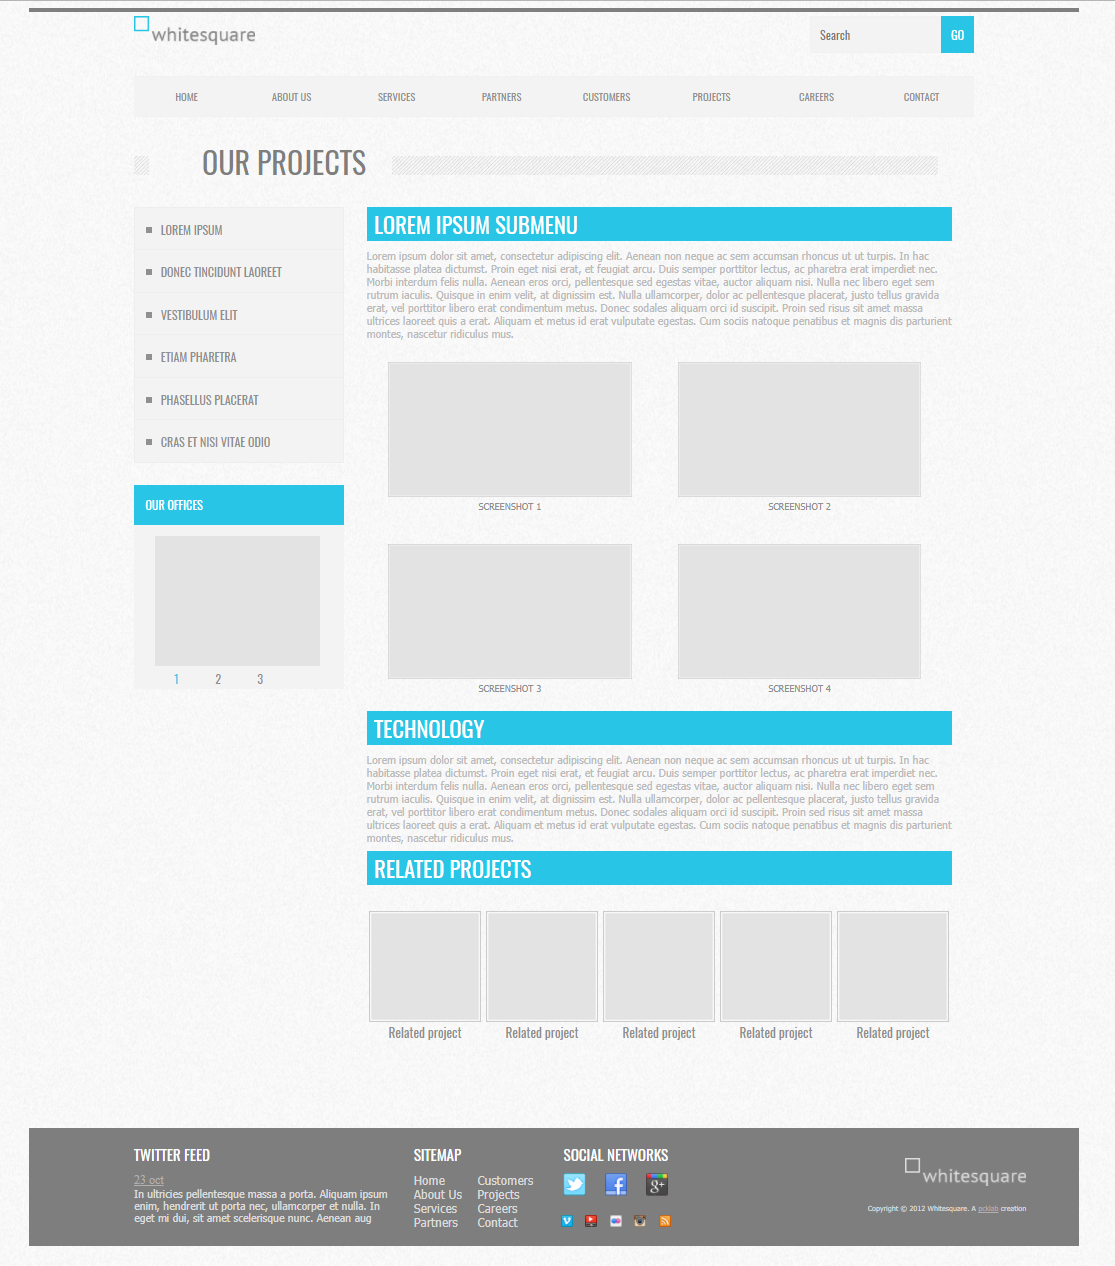 whitesquare
Search GO
HOME ABOUT US SERVICES PARTNERS CUSTOMERS PROJECTS CAREERS CONTACT
OUR PROJECTS
LOREM IPSUM
DONEC TINCIDUNT LAOREET
VESTIBULUM ELIT
ETIAM PHARETRA
PHASELLUS PLACERAT
CRAS ET NISI VITAE ODIO
OUR OFFICES
1 2 3
LOREM IPSUM SUBMENU
Lorem ipsum dolor sit amet, consectetur adipiscing elit. Aenean non neque ac sem accumsan rhoncus ut ut turpis. In hac
habitasse platea dictumst. Proin eget nisi erat, et feugiat arcu. Duis semper porttitor lectus, ac pharetra erat imperdiet nec.
Morbi interdum felis nulla. Aenean eros orci, pellentesque sed egestas vitae, auctor aliquam nisi. Nulla nec libero eget sem
rutrum iaculis. Quisque in enim velit, at dignissim est. Nulla ullamcorper, dolor ac pellentesque placerat, justo tellus gravida
erat, vel porttitor libero erat condimentum metus. Donec sodales aliquam orci id suscipit. Proin sed risus sit amet massa
ultrices laoreet quis a erat. Aliquam et metus id erat vulputate egestas. Cum sociis natoque penatibus et magnis dis parturient
montes, nascetur ridiculus mus.
SCREENSHOT 1 SCREENSHOT 2
SCREENSHOT 3 SCREENSHOT 4
TECHNOLOGY
Lorem ipsum dolor sit amet, consectetur adipiscing elit. Aenean non neque ac sem accumsan rhoncus ut ut turpis. In hac
habitasse platea dictumst. Proin eget nisi erat, et feugiat arcu. Duis semper porttitor lectus, ac pharetra erat imperdiet nec.
Morbi interdum felis nulla. Aenean eros orci, pellentesque sed egestas vitae, auctor aliquam nisi. Nulla nec libero eget sem
rutrum iaculis. Quisque in enim velit, at dignissim est. Nulla ullamcorper, dolor ac pellentesque placerat, justo tellus gravida
erat, vel porttitor libero erat condimentum metus. Donec sodales aliquam orci id suscipit. Proin sed risus sit amet massa
ultrices laoreet quis a erat. Aliquam et metus id erat vulputate egestas. Cum sociis natoque penatibus et magnis dis parturient
montes, nascetur ridiculus mus.
RELATED PROJECTS
Related project Related project Related project Related project Related project
TWITTER FEED
23 oct
In ultricies pellentesque massa a porta. Aliquam ipsum
enim, hendrerit ut porta nec, ullamcorper et nulla. In
eget mi dui, sit amet scelerisque nunc. Aenean aug
SITEMAP
Home Customers
About Us Projects
Services Careers
Partners Contact
SOCIAL NETWORKS
whitesquare
Copyright © 2012 Whitesquare. A pcklab creation